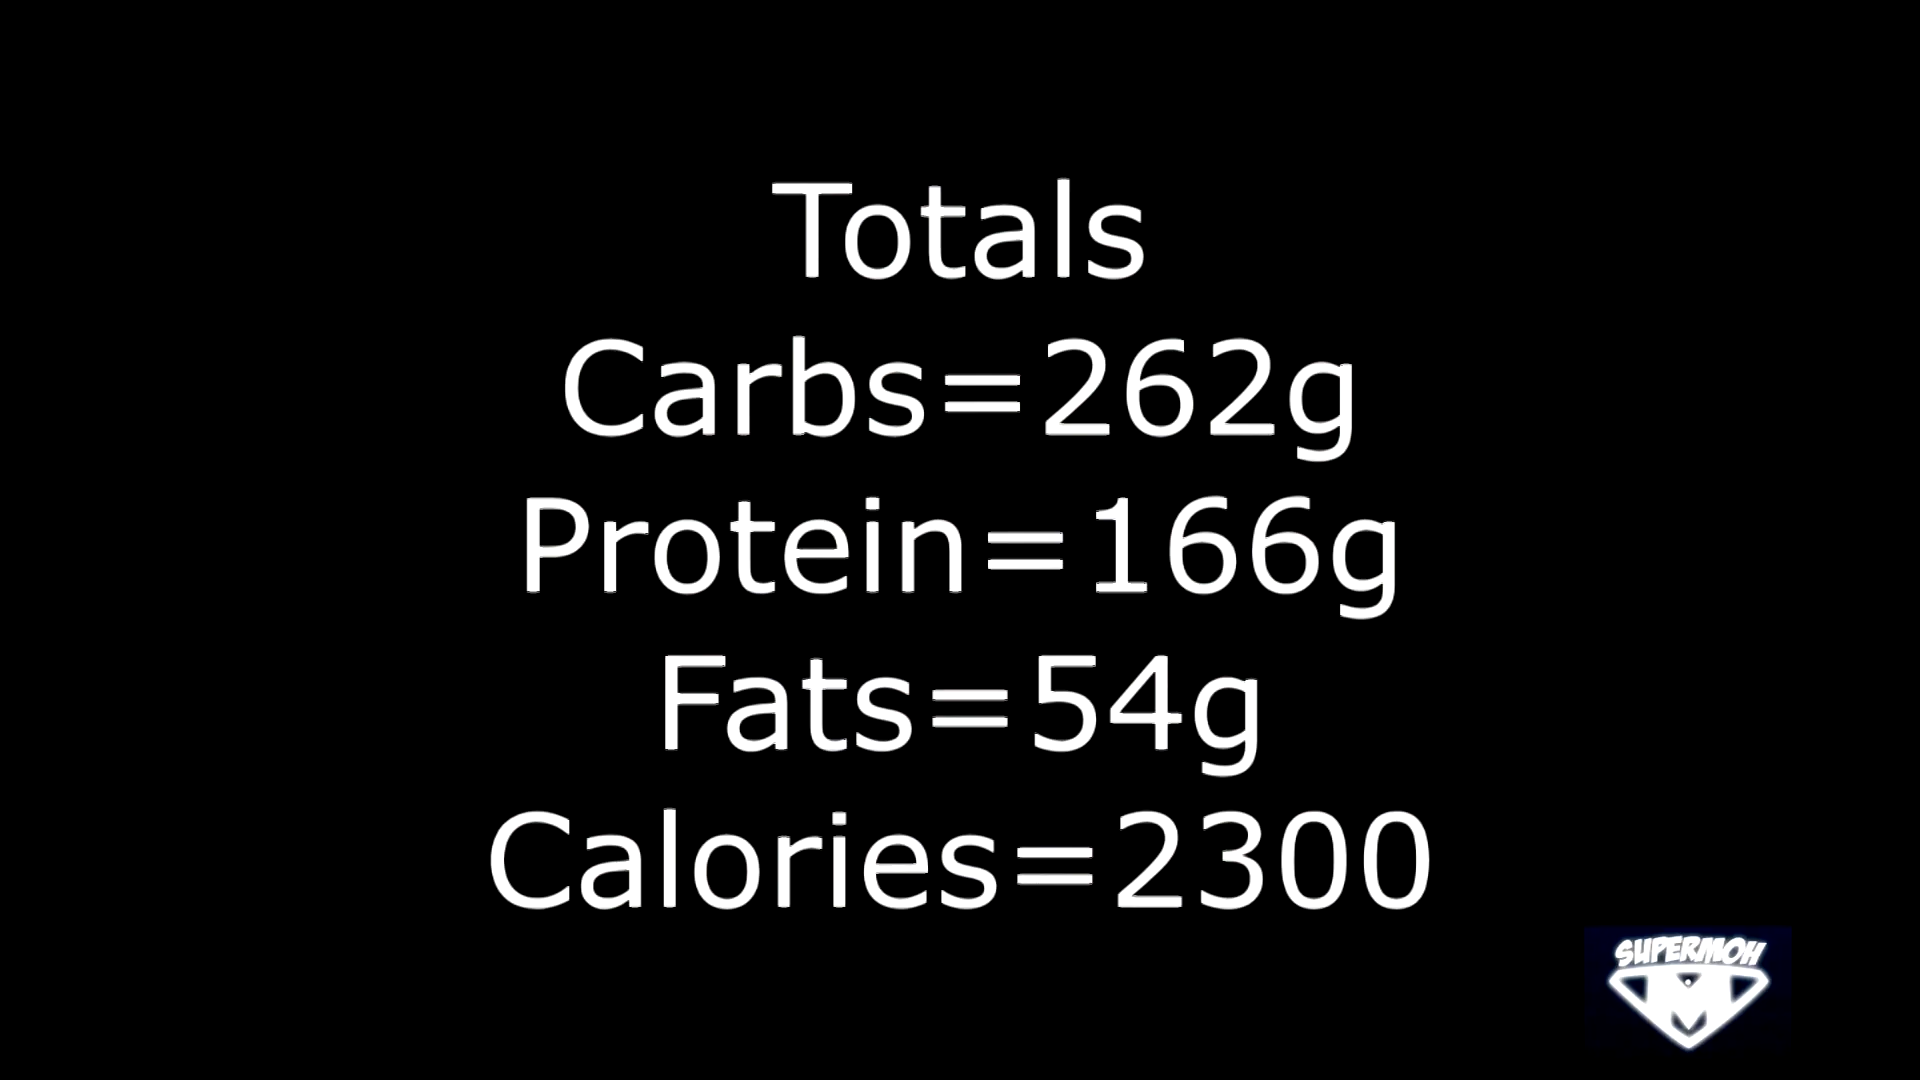 Totals
Carbs=262g
Protein=166g
Fats=54g
Calories=2300
SUPERMOH
M